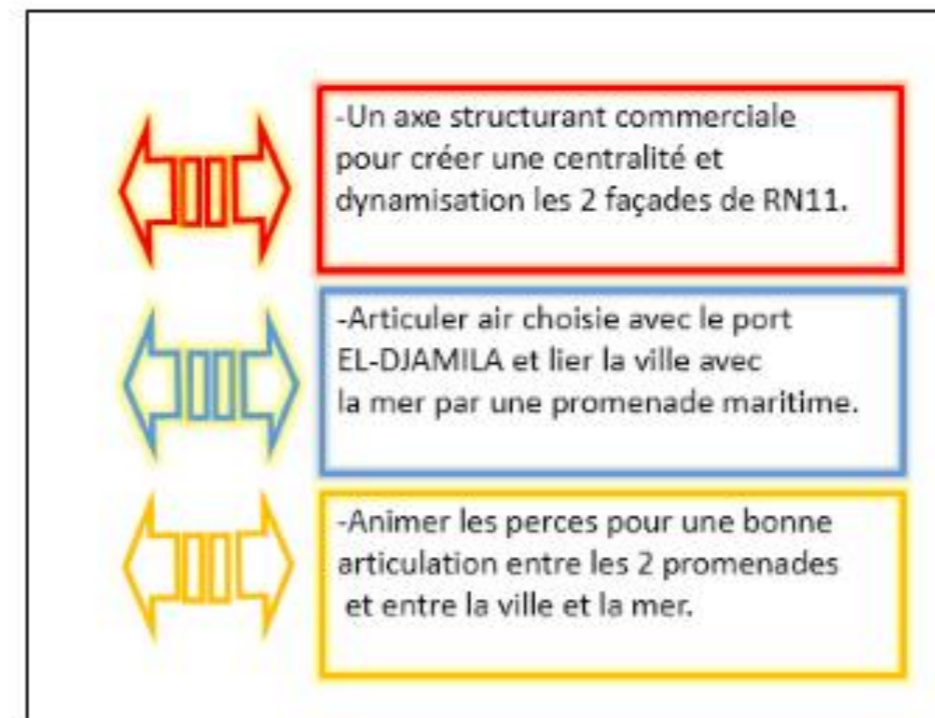 -Un axe structurant commerciale
pour créer une centralité et
dynamisation les 2 façades de RN11.
-Articuler air choisie avec le port
EL-DJAMILA et lier la ville avec
la mer par une promenade maritime.
-Animer les perces pour une bonne
articulation entre les 2 promenades
et entre la ville et la mer.